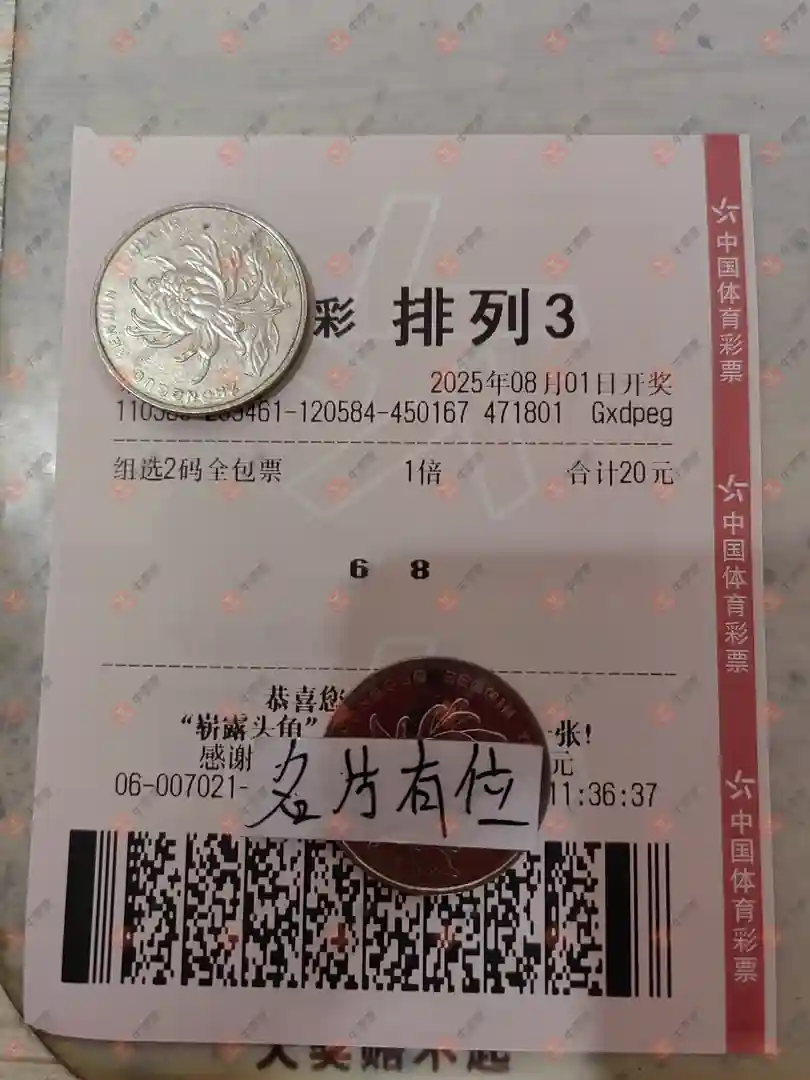 彩 排列3
2025年08月01日开奖
461-120584-450167 471801 Gxdpeg
组选2码全包票 1倍 合计20元
6 8
恭喜您
“崭露头角” 张!
感谢 元
06-007021- 11:36:37
名片有位
中国体育彩票
中国体育彩票
中国体育彩票